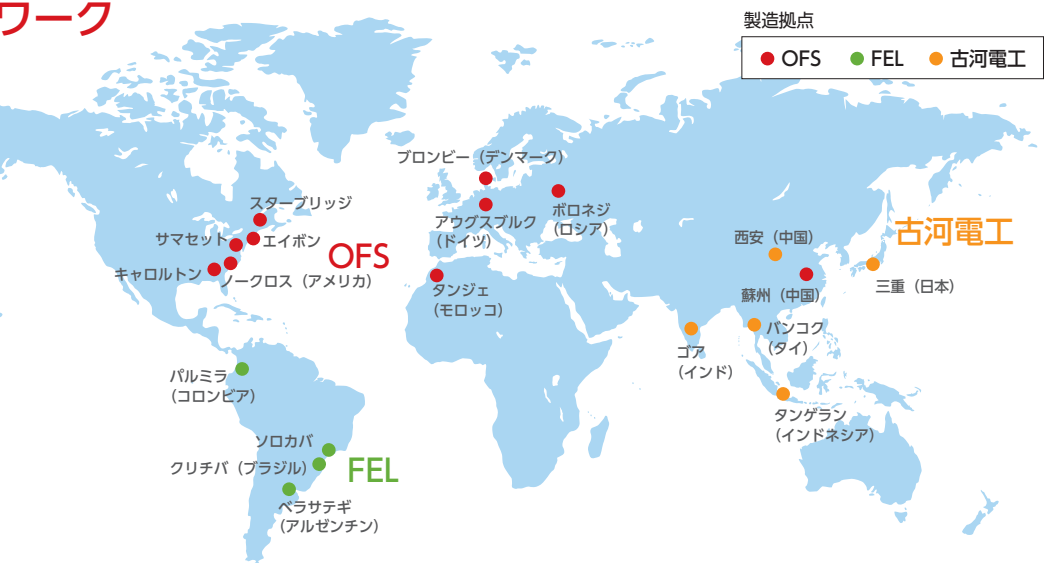 ワーク
製造拠点
OFS
FEL
古河電工
ブロンビー（デンマーク）
スターブリッジ
アウグスブルク
（ドイツ）
ボロネジ
（ロシア）
サマセット
エイボン
OFS
キャロルトン
ノークロス（アメリカ）
タンジェ
（モロッコ）
西安（中国）
古河電工
蘇州（中国）
三重（日本）
ゴア
（インド）
バンコク
（タイ）
パルミラ
（コロンビア）
タンゲラン
（インドネシア）
ソロカバ
クリチバ（ブラジル）
FEL
ベラサテギ
（アルゼンチン）